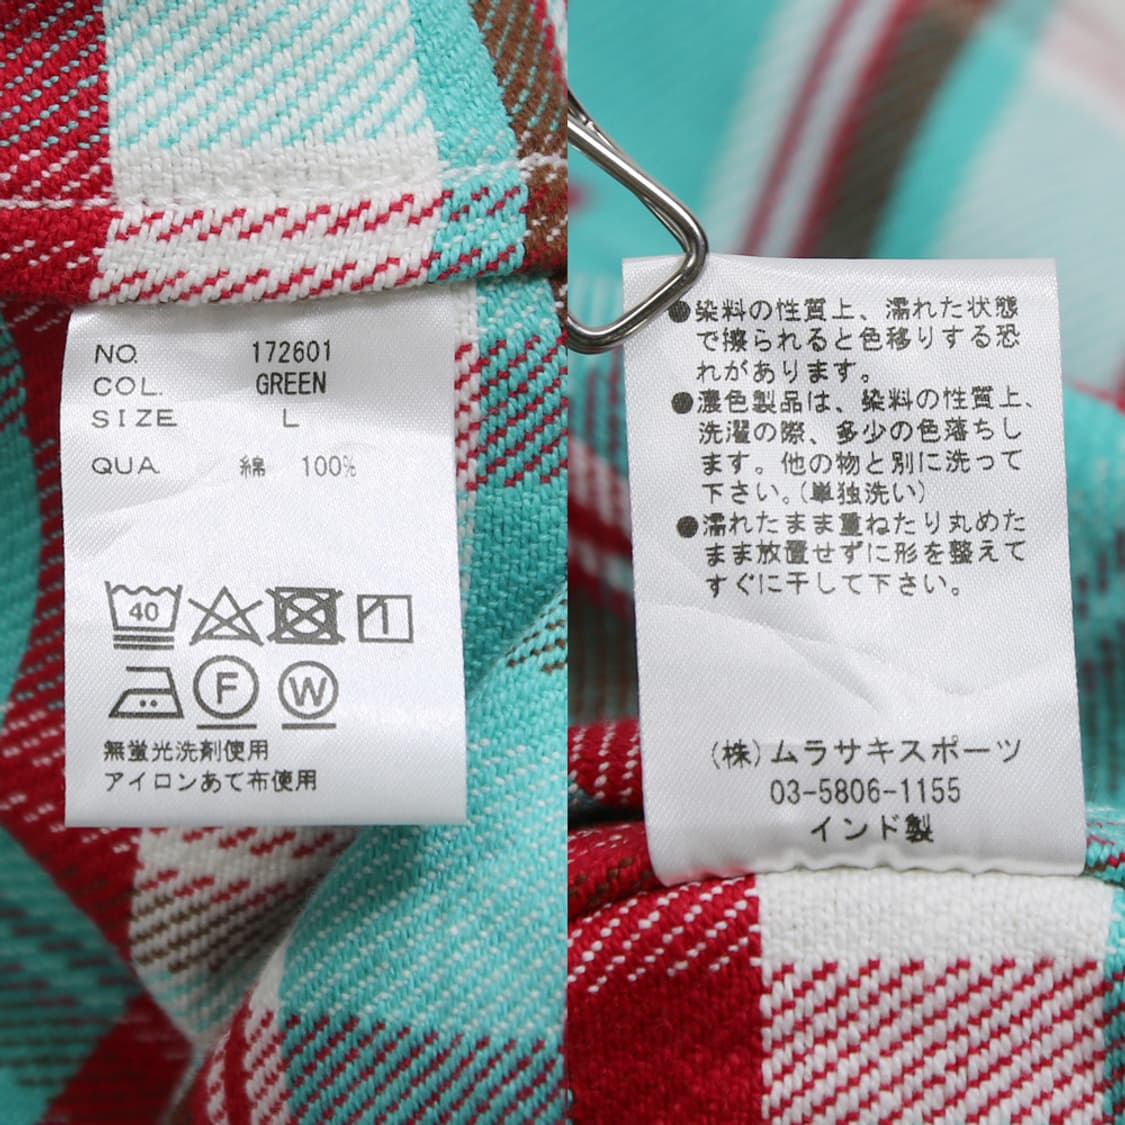 NO. 172601
COL. GREEN
SIZE L
QUA. 綿 100%
40
1
F W
無蛍光洗剤使用
アイロンあて布使用
●染料の性質上、濡れた状態
で擦られると色移りする恐
れがあります。
●濃色製品は、染料の性質上、
洗濯の際、多少の色落ちし
ます。他の物と別に洗って
下さい。(単独洗い)
●濡れたまま重ねたり丸めた
まま放置せずに形を整えて
すぐに干して下さい。
(株)ムラサキスポーツ
03-5806-1155
インド製